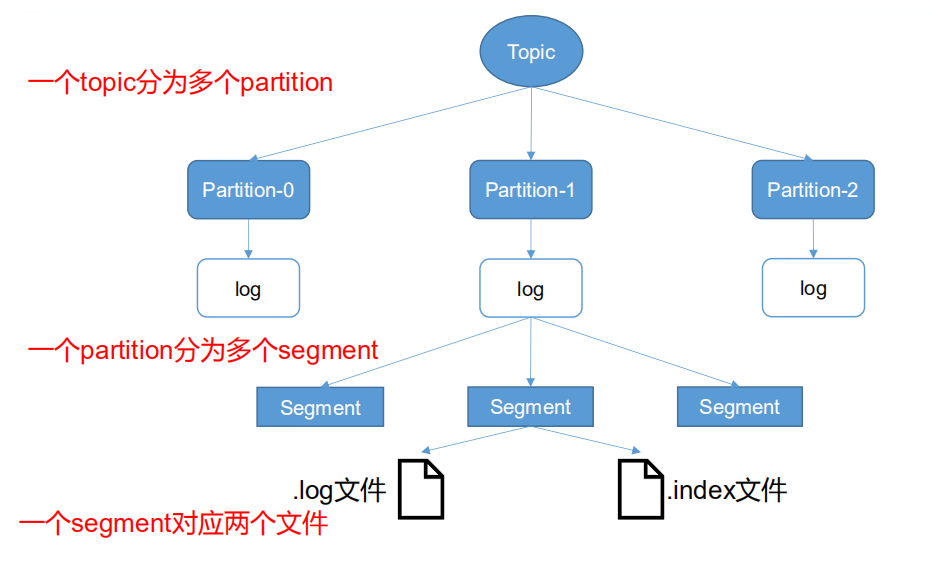 Topic
一个topic分为多个partition
Partition-0
Partition-1
Partition-2
log
log
log
一个partition分为多个segment
Segment
Segment
Segment
.log文件
.index文件
一个segment对应两个文件